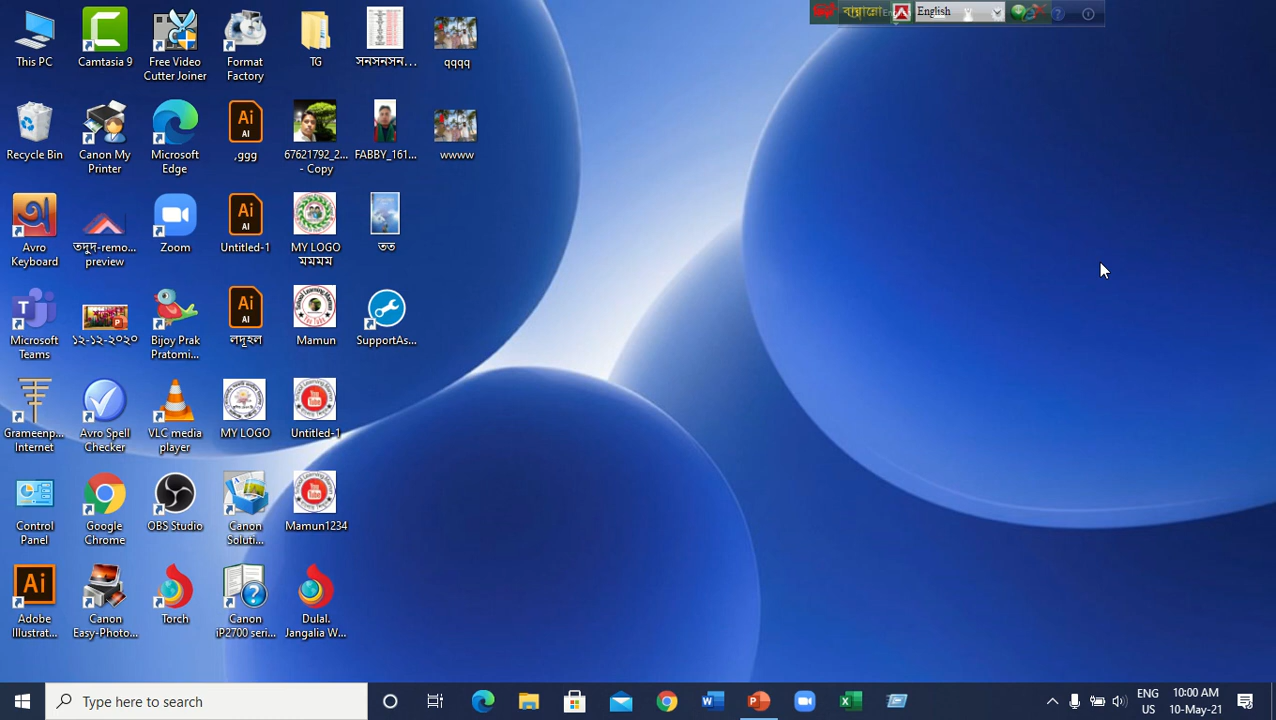 This PC
Camtasia 9
Free Video
Cutter Joiner
Format
Factory
TG
সনসনসন...
qqqq
Recycle Bin
Canon My
Printer
Microsoft
Edge
,ggg
67621792_2...
- Copy
FABBY_161...
wwww
Avro
Keyboard
তদুদ-remo...
preview
Zoom
Untitled-1
MY LOGO
মমমম
তত
Microsoft
Teams
১২-১২-২০২০
Bijoy Prak
Pratomi...
লদূহল
Mamun
SupportAs...
Grameenp...
Internet
Avro Spell
Checker
VLC media
player
MY LOGO
Untitled-1
Control
Panel
Google
Chrome
OBS Studio
Canon
Soluti...
Mamun1234
Adobe
Illustrat...
Canon
Easy-Photo...
Torch
Canon
iP2700 seri...
Dulal.
Jangalia W...
English
Type here to search
ENG
US
10:00 AM
10-May-21